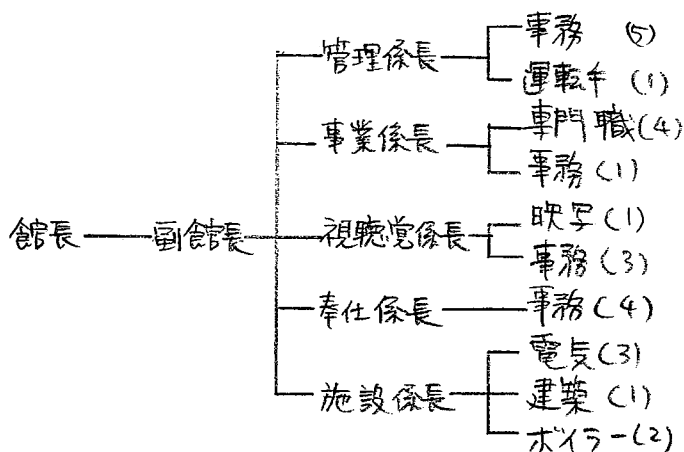 事務 (5)
管理係長
運転手 (1)
専門職 (4)
事業係長
事務 (1)
映写 (1)
館長 副館長 視聴覚係長
事務 (3)
奉仕係長 事務 (4)
電気 (3)
施設係長 建築 (1)
ボイラー (2)